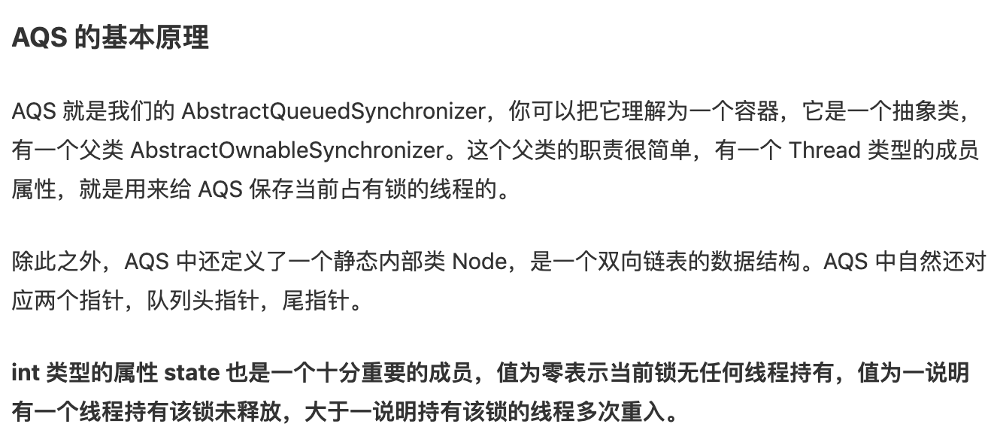 AQS 的基本原理
AQS 就是我们的 AbstractQueuedSynchronizer，你可以把它理解为一个容器，它是一个抽象类，
有一个父类 AbstractOwnableSynchronizer。这个父类的职责很简单，有一个 Thread 类型的成员
属性，就是用来给 AQS 保存当前占有锁的线程的。
除此之外，AQS 中还定义了一个静态内部类 Node，是一个双向链表的数据结构。AQS 中自然还对
应两个指针，队列头指针，尾指针。
int 类型的属性 state 也是一个十分重要的成员，值为零表示当前锁无任何线程持有，值为一说明
有一个线程持有该锁未释放，大于一说明持有该锁的线程多次重入。